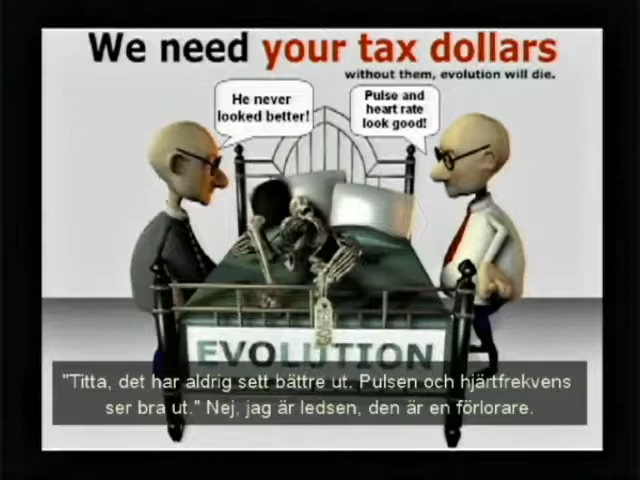 We need your tax dollars
without them, evolution will die.
He never
looked better!
Pulse and
heart rate
look good!
EVOLUTION
"Titta, det har aldrig sett bättre ut. Pulsen och hjärtfrekvens
ser bra ut." Nej, jag är ledsen, den är en förlorare.